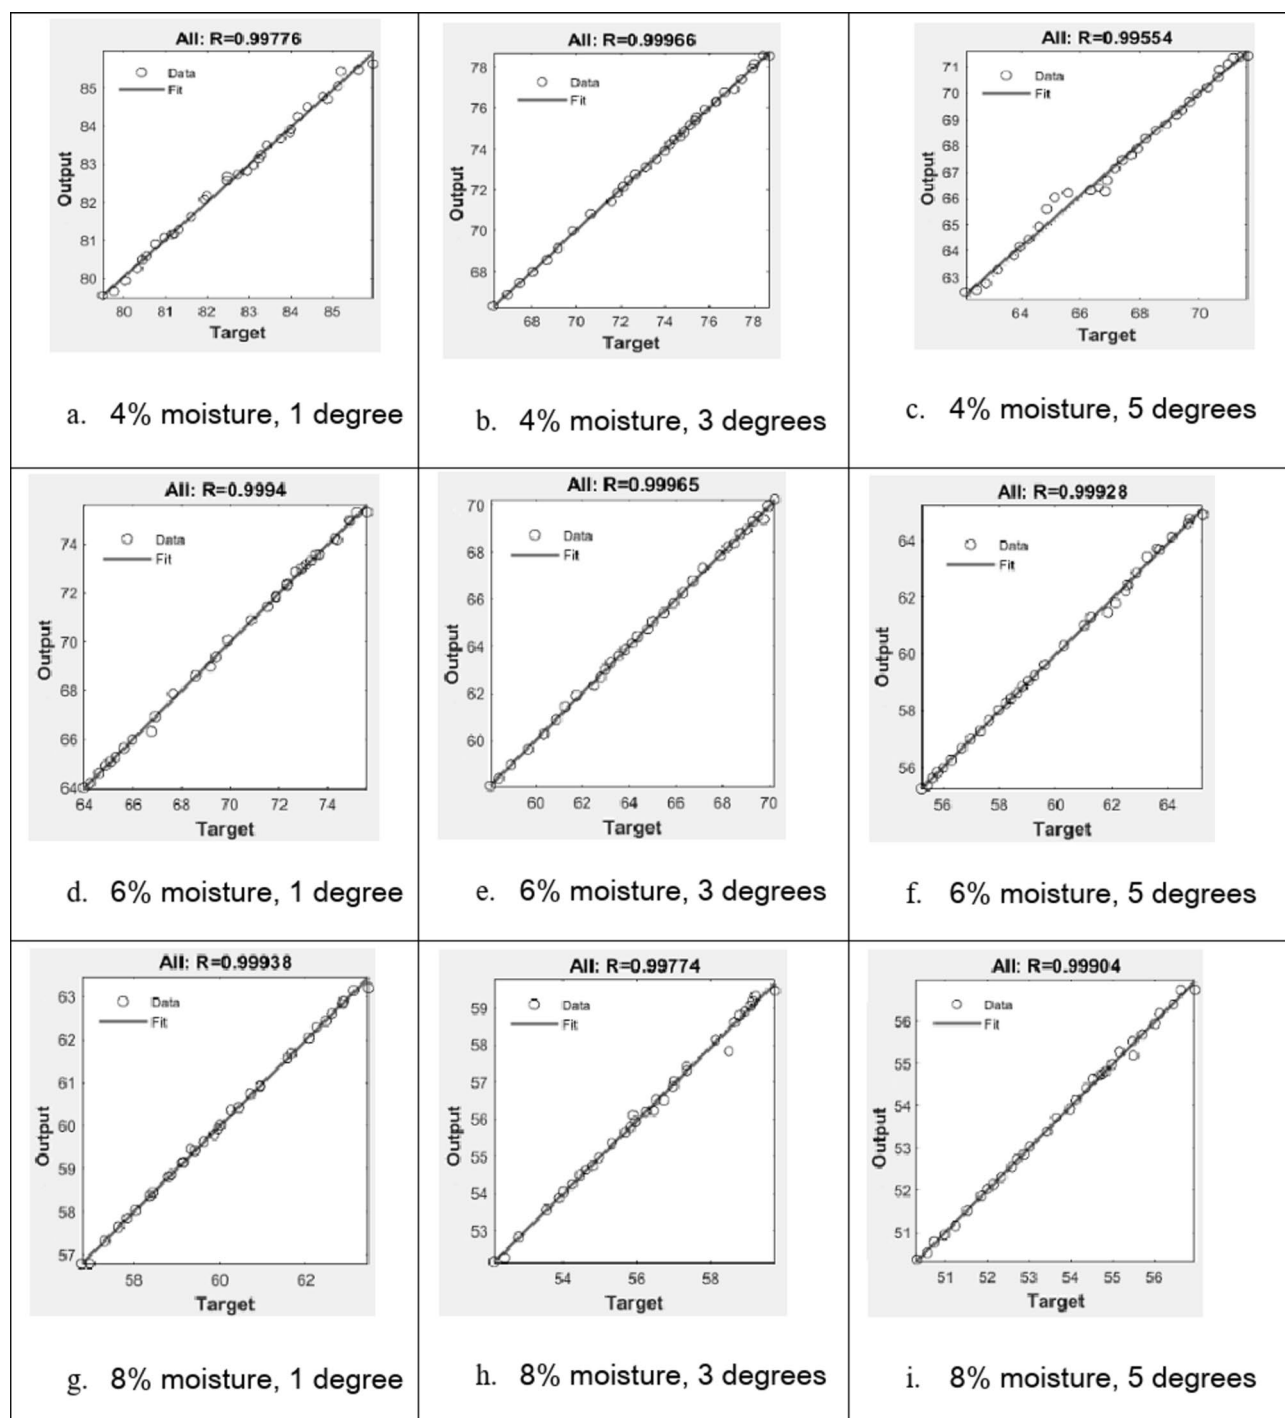 All: R=0.99776
Data
Fit
Output
85
84
83
82
81
80
80 81 82 83 84 85
Target
a. 4% moisture, 1 degree
All: R=0.99966
Data
Fit
Output
78
76
74
72
70
68
68 70 72 74 76 78
Target
b. 4% moisture, 3 degrees
All: R=0.99554
Data
Fit
Output
71
70
69
68
67
66
65
64
63
64 66 68 70
Target
c. 4% moisture, 5 degrees
All: R=0.9994
Data
Fit
Output
74
72
70
68
66
64
64 66 68 70 72 74
Target
d. 6% moisture, 1 degree
All: R=0.99965
Data
Fit
Output
70
68
66
64
62
60
60 62 64 66 68 70
Target
e. 6% moisture, 3 degrees
All: R=0.99928
Data
Fit
Output
64
62
60
58
56
56 58 60 62 64
Target
f. 6% moisture, 5 degrees
All: R=0.99938
Data
Fit
Output
63
62
61
60
59
58
57
58 60 62
Target
g. 8% moisture, 1 degree
All: R=0.99774
Data
Fit
Output
59
58
57
56
55
54
53
54 56 58
Target
h. 8% moisture, 3 degrees
All: R=0.99904
Data
Fit
Output
56
55
54
53
52
51
51 52 53 54 55 56
Target
i. 8% moisture, 5 degrees